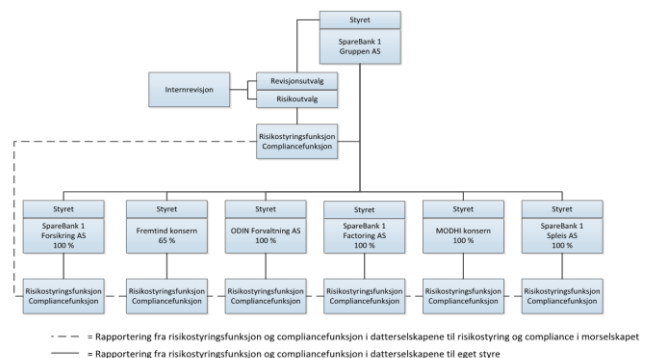 Styret
SpareBank 1
Gruppen AS
Internrevisjon
Revisjonsutvalg
Risikoutvalg
Risikostyringsfunksjon
Compliancefunksjon
Styret
SpareBank 1
Forsikring AS
100 %
Styret
Fremtind konsern
65 %
Styret
ODIN Forvaltning AS
100 %
Styret
SpareBank 1
Factoring AS
100 %
Styret
MODHI konsern
100 %
Styret
SpareBank 1
Spleis AS
100 %
Risikostyringsfunksjon
Compliancefunksjon
Risikostyringsfunksjon
Compliancefunksjon
Risikostyringsfunksjon
Compliancefunksjon
Risikostyringsfunksjon
Compliancefunksjon
Risikostyringsfunksjon
Compliancefunksjon
Risikostyringsfunksjon
Compliancefunksjon
= Rapportering fra risikostyringsfunksjon og compliancefunksjon i datterselskapene til risikostyring og compliance i morselskapet
= Rapportering fra risikostyringsfunksjon og compliancefunksjon i datterselskapene til eget styre